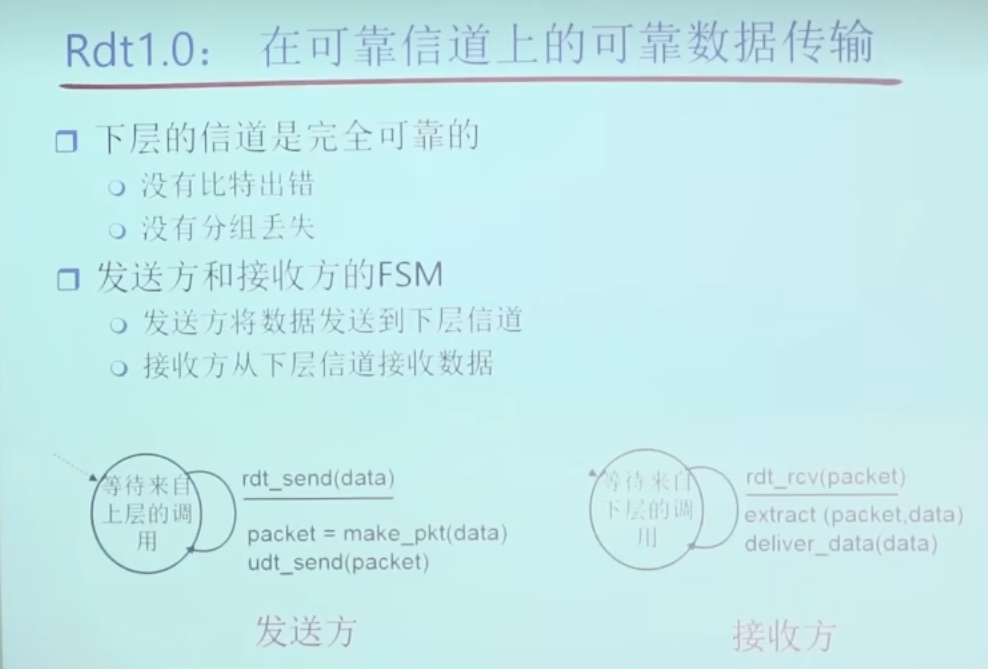 Rdt1.0： 在可靠信道上的可靠数据传输
下层的信道是完全可靠的
没有比特出错
没有分组丢失
发送方和接收方的FSM
发送方将数据发送到下层信道
接收方从下层信道接收数据
等待来自
上层的调
用
rdt_send(data)
packet = make_pkt(data)
udt_send(packet)
发送方
等待来自
下层的调
用
rdt_rcv(packet)
extract (packet,data)
deliver_data(data)
接收方